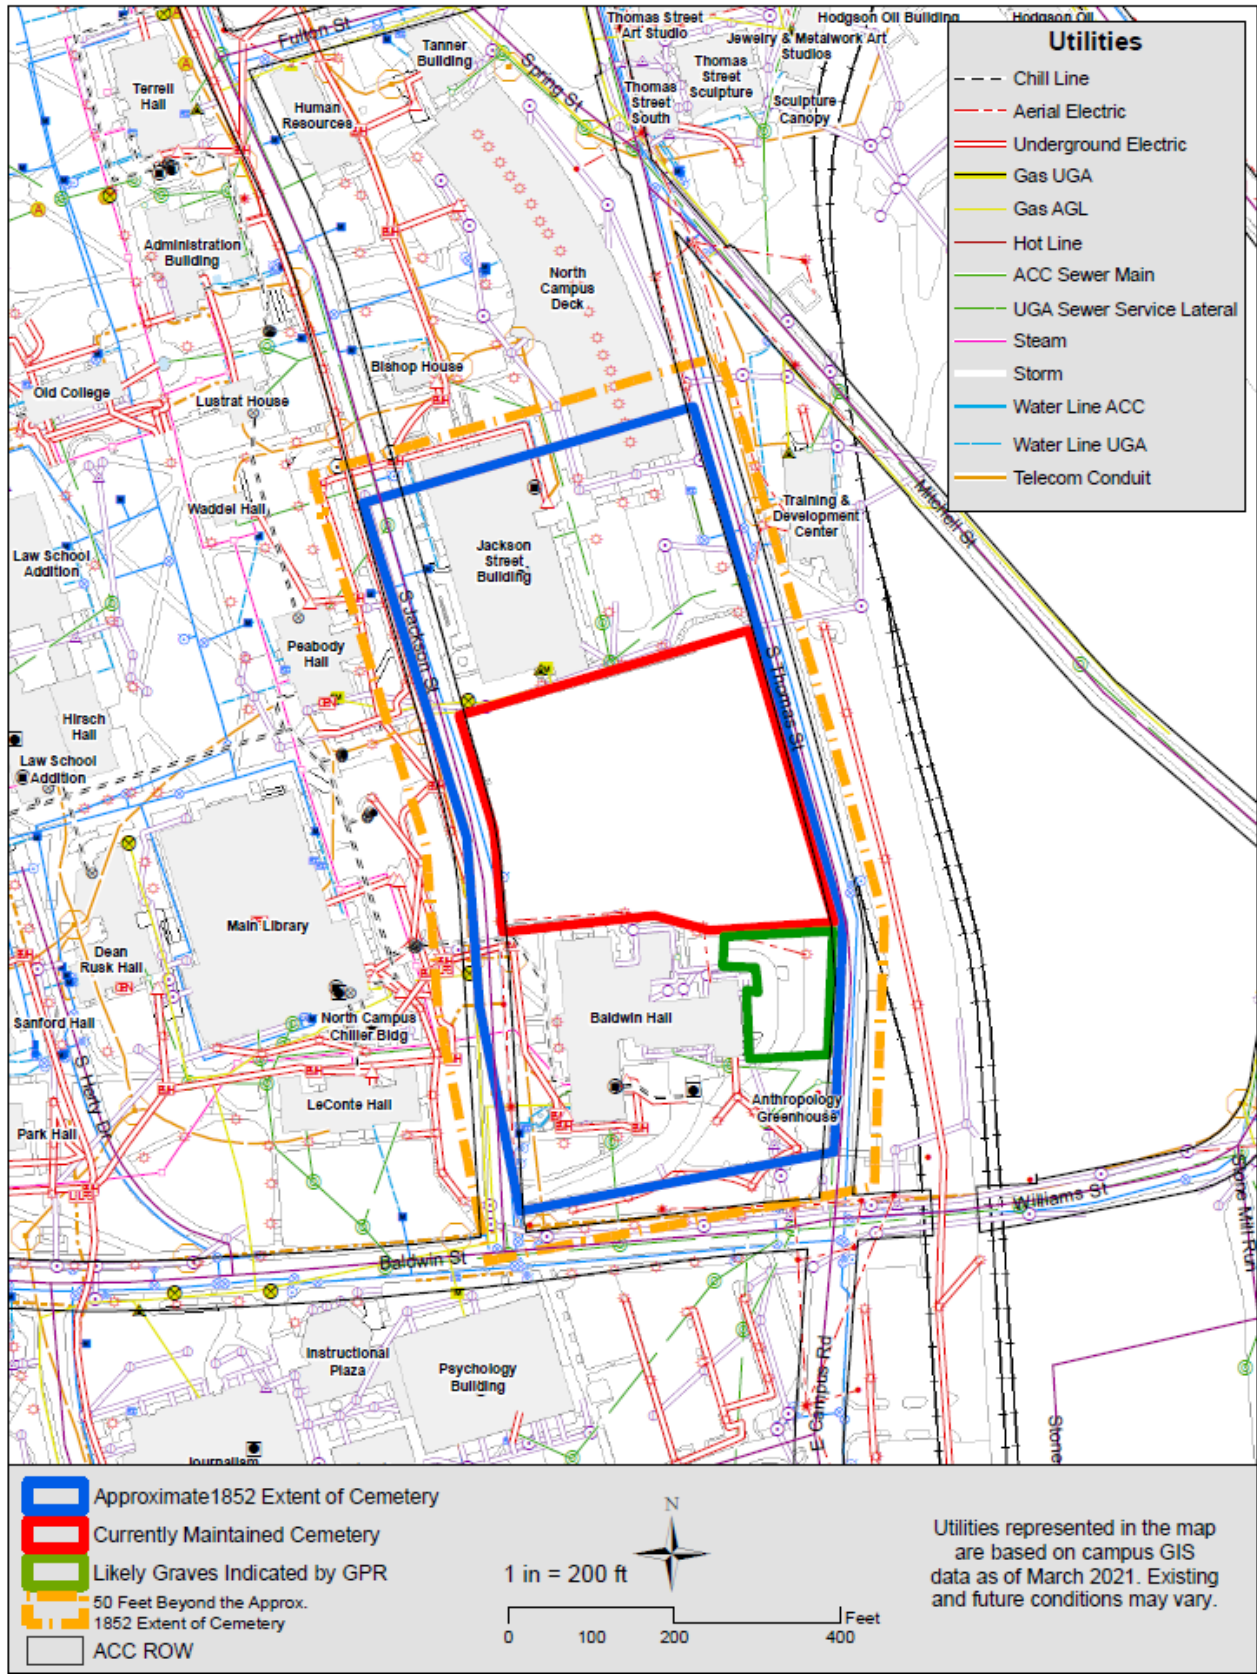 Fulton St
Tanner
Building
Thomas Street
Art Studio
Hodgson Oil Building
Hodgson Oil
Jewelry & Metalwork Art
Studios
Spring St
Terrell
Hall
Human
Resources
Thomas
Street
South
Thomas
Street
Sculpture
Sculpture
Canopy
Utilities
Chill Line
Aerial Electric
Underground Electric
Gas UGA
Gas AGL
Hot Line
ACC Sewer Main
UGA Sewer Service Lateral
Steam
Storm
Water Line ACC
Water Line UGA
Telecom Conduit
Administration
Building
North
Campus
Deck
Bishop House
Old College
Lustrat House
Waddel Hall
Training &
Development
Center
Mitchell St
Law School
Addition
Jackson
Street
Building
S Jackson St
Peabody
Hall
S Thomas St
Hirsch
Hall
Law School
Addition
Main Library
Dean
Rusk Hall
Sanford Hall
North Campus
Chiller Bldg
Baldwin Hall
S Herty Dr
LeConte Hall
Anthropology
Greenhouse
Park Hall
Williams St
Stone Mill Run
Baldwin St
Instructional
Plaza
Psychology
Building
E Campus Rd
Stone
Journalism
Approximate1852 Extent of Cemetery
Currently Maintained Cemetery
Likely Graves Indicated by GPR
50 Feet Beyond the Approx.
1852 Extent of Cemetery
ACC ROW
N
1 in = 200 ft
Feet
0 100 200 400
Utilities represented in the map
are based on campus GIS
data as of March 2021. Existing
and future conditions may vary.